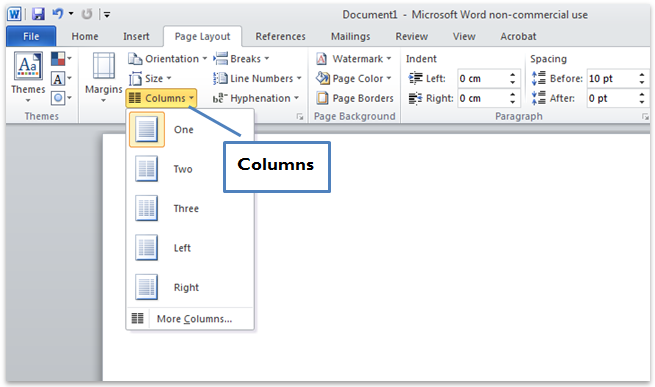 W Document1 - Microsoft Word non-commercial use
File Home Insert Page Layout References Mailings Review View Acrobat
Aa Themes A Margins Orientation Breaks Watermark Indent Spacing
Size Line Numbers Page Color Left: 0 cm Before: 10 pt
Columns Hyphenation Page Borders Right: 0 cm After: 0 pt
Themes Page Background Paragraph
One
Columns
Two
Three
Left
Right
More Columns...